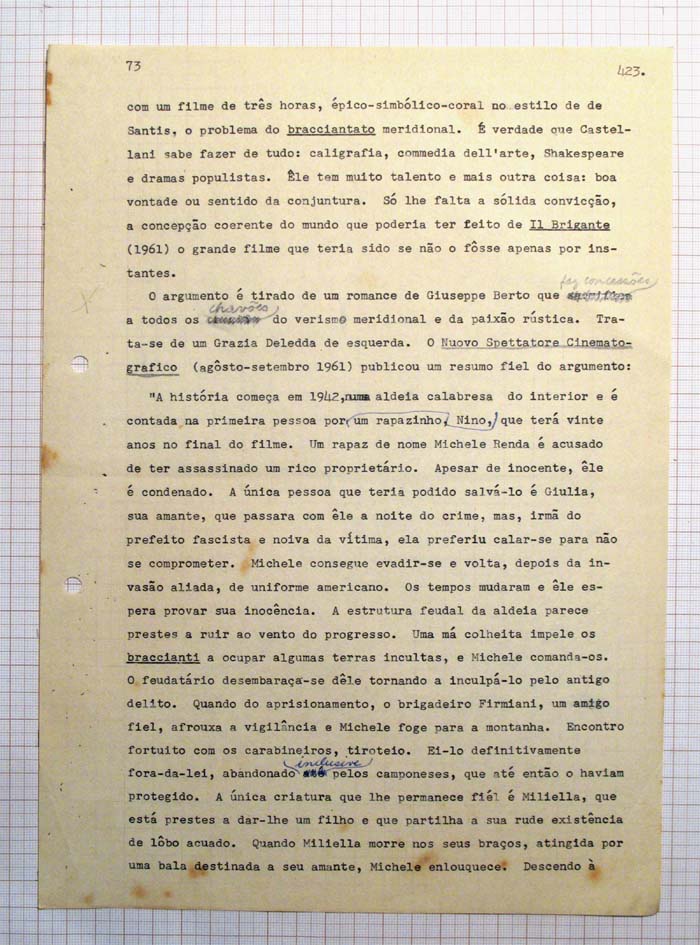 73
423.
com um filme de três horas, épico-simbólico-coral no estilo de de
Santis, o problema do bracciantato meridional. É verdade que Castel-
lani sabe fazer de tudo: caligrafia, commedia dell'arte, Shakespeare
e dramas populistas. Êle tem muito talento e mais outra coisa: boa
vontade ou sentido da conjuntura. Só lhe falta a sólida convicção,
a concepção coerente do mundo que poderia ter feito de Il Brigante
(1961) o grande filme que teria sido se não o fôsse apenas por ins-
tantes.
faz concessões
O argumento é tirado de um romance de Giuseppe Berto que
chavões
a todos os do verismo meridional e da paixão rústica. Tra-
ta-se de um Grazia Deledda de esquerda. O Nuovo Spettatore Cinemato-
grafico (agôsto-setembro 1961) publicou um resumo fiel do argumento:
"A história começa em 1942,numa aldeia calabresa do interior e é
contada na primeira pessoa por um rapazinho, Nino, que terá vinte
anos no final do filme. Um rapaz de nome Michele Renda é acusado
de ter assassinado um rico proprietário. Apesar de inocente, êle
é condenado. A única pessoa que teria podido salvá-lo é Giulia,
sua amante, que passara com êle a noite do crime, mas, irmã do
prefeito fascista e noiva da vítima, ela preferiu calar-se para não
se comprometer. Michele consegue evadir-se e volta, depois da in-
vasão aliada, de uniforme americano. Os tempos mudaram e êle es-
pera provar sua inocência. A estrutura feudal da aldeia parece
prestes a ruir ao vento do progresso. Uma má colheita impele os
braccianti a ocupar algumas terras incultas, e Michele comanda-os.
O feudatário desembaraça-se dêle tornando a inculpá-lo pelo antigo
delito. Quando do aprisionamento, o brigadeiro Firmiani, um amigo
fiel, afrouxa a vigilância e Michele foge para a montanha. Encontro
fortuito com os carabineiros, tiroteio. Ei-lo definitivamente
inclusive
fora-da-lei, abandonado pelos camponeses, que até então o haviam
protegido. A única criatura que lhe permanece fiél é Miliella, que
está prestes a dar-lhe um filho e que partilha a sua rude existência
de lôbo acuado. Quando Miliella morre nos seus braços, atingida por
uma bala destinada a seu amante, Michele enlouquece. Descendo à